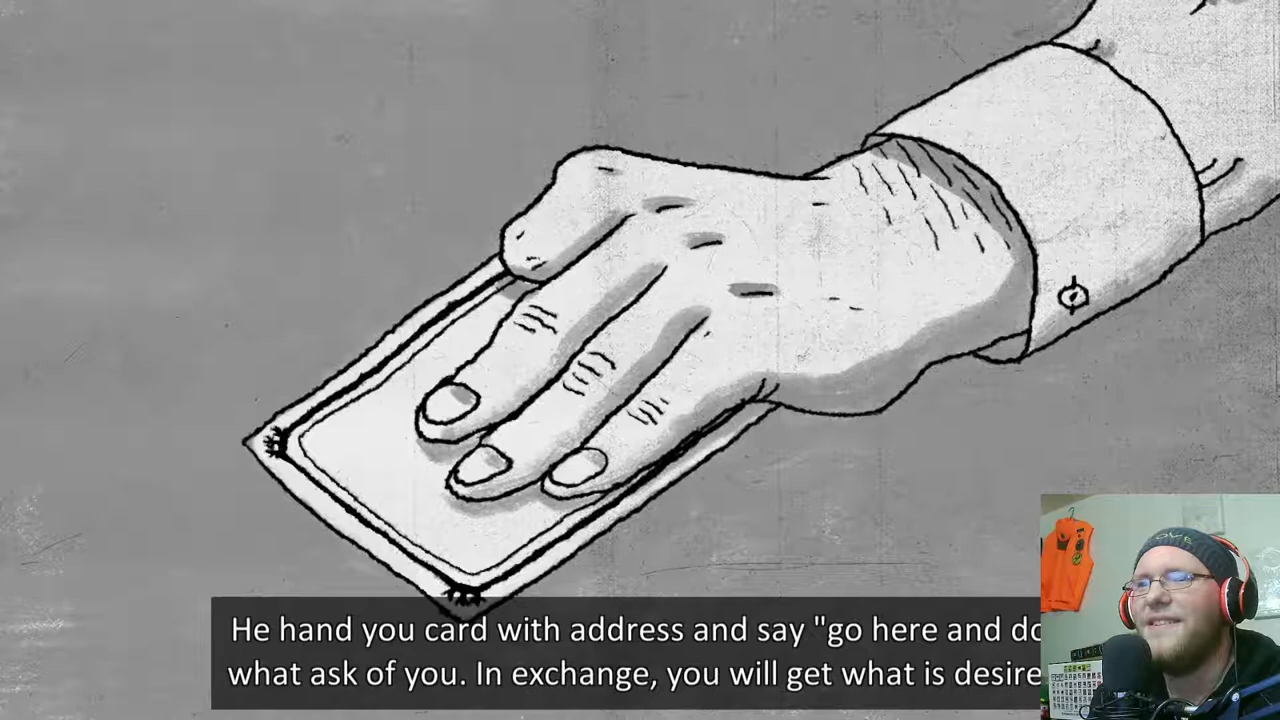 He hand you card with address and say "go here and do
what ask of you. In exchange, you will get what is desire